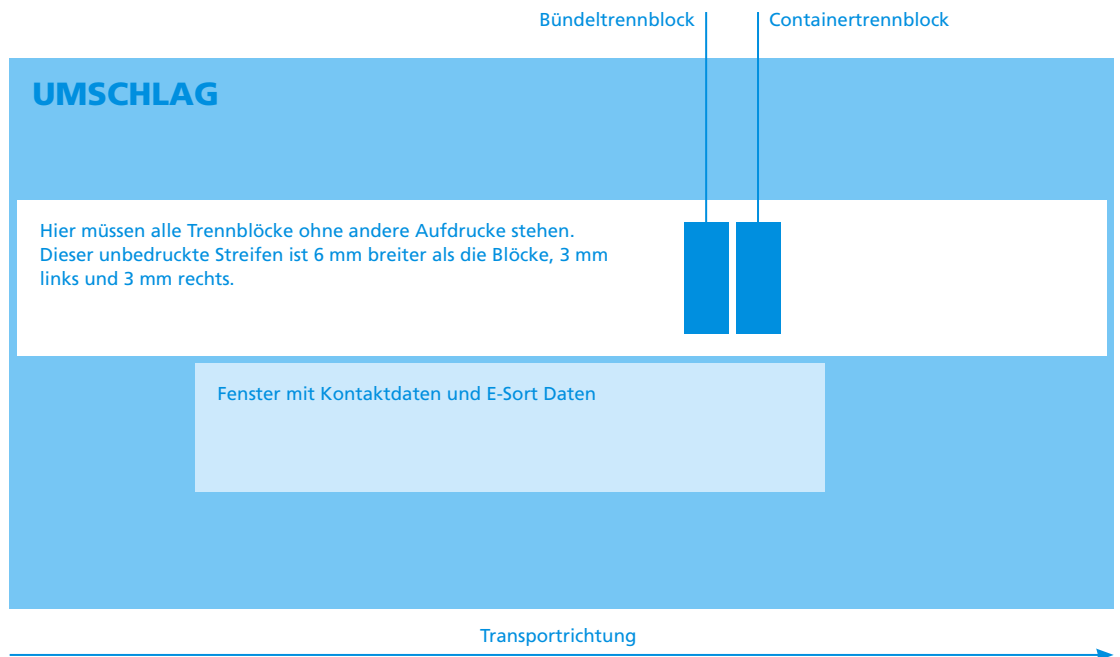 Bündeltrennblock
Containertrennblock
UMSCHLAG
Hier müssen alle Trennblöcke ohne andere Aufdrucke stehen.
Dieser unbedruckte Streifen ist 6 mm breiter als die Blöcke, 3 mm
links und 3 mm rechts.
Fenster mit Kontaktdaten und E-Sort Daten
Transportrichtung